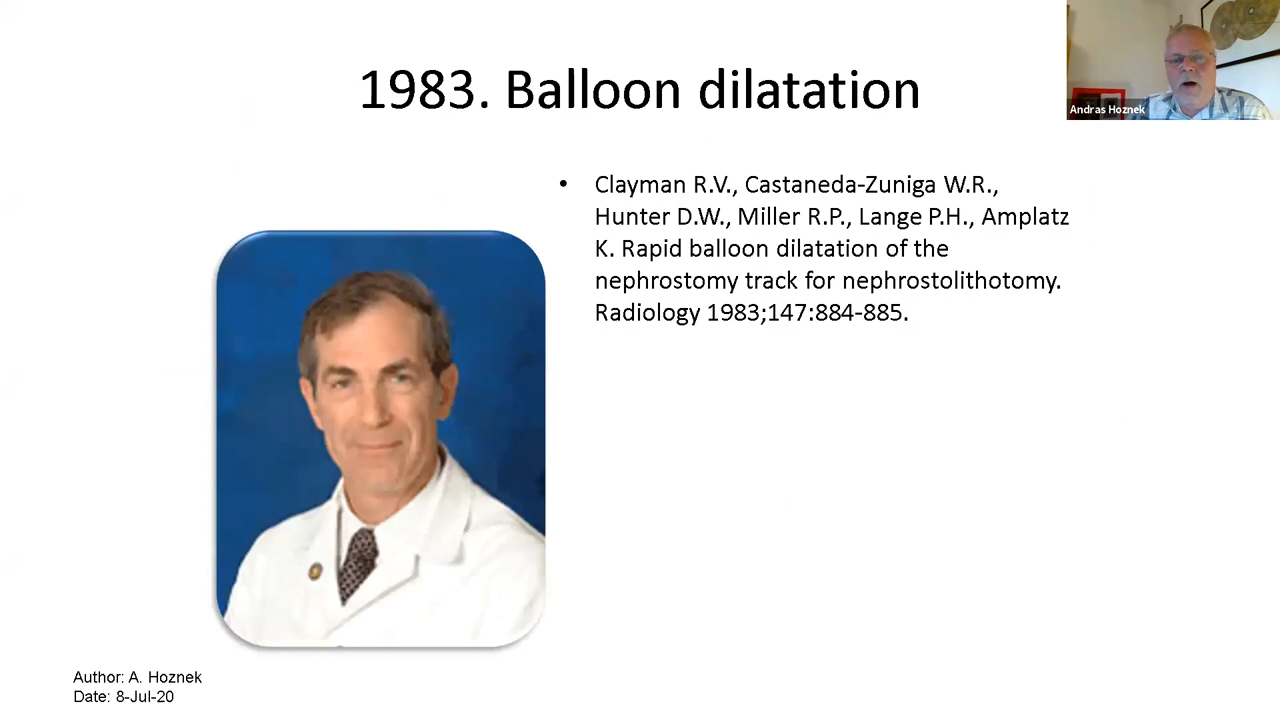 1983. Balloon dilatation
Andras Hoznek
• Clayman R.V., Castaneda-Zuniga W.R.,
Hunter D.W., Miller R.P., Lange P.H., Amplatz
K. Rapid balloon dilatation of the
nephrostomy track for nephrostolithotomy.
Radiology 1983;147:884-885.
Author: A. Hoznek
Date: 8-Jul-20